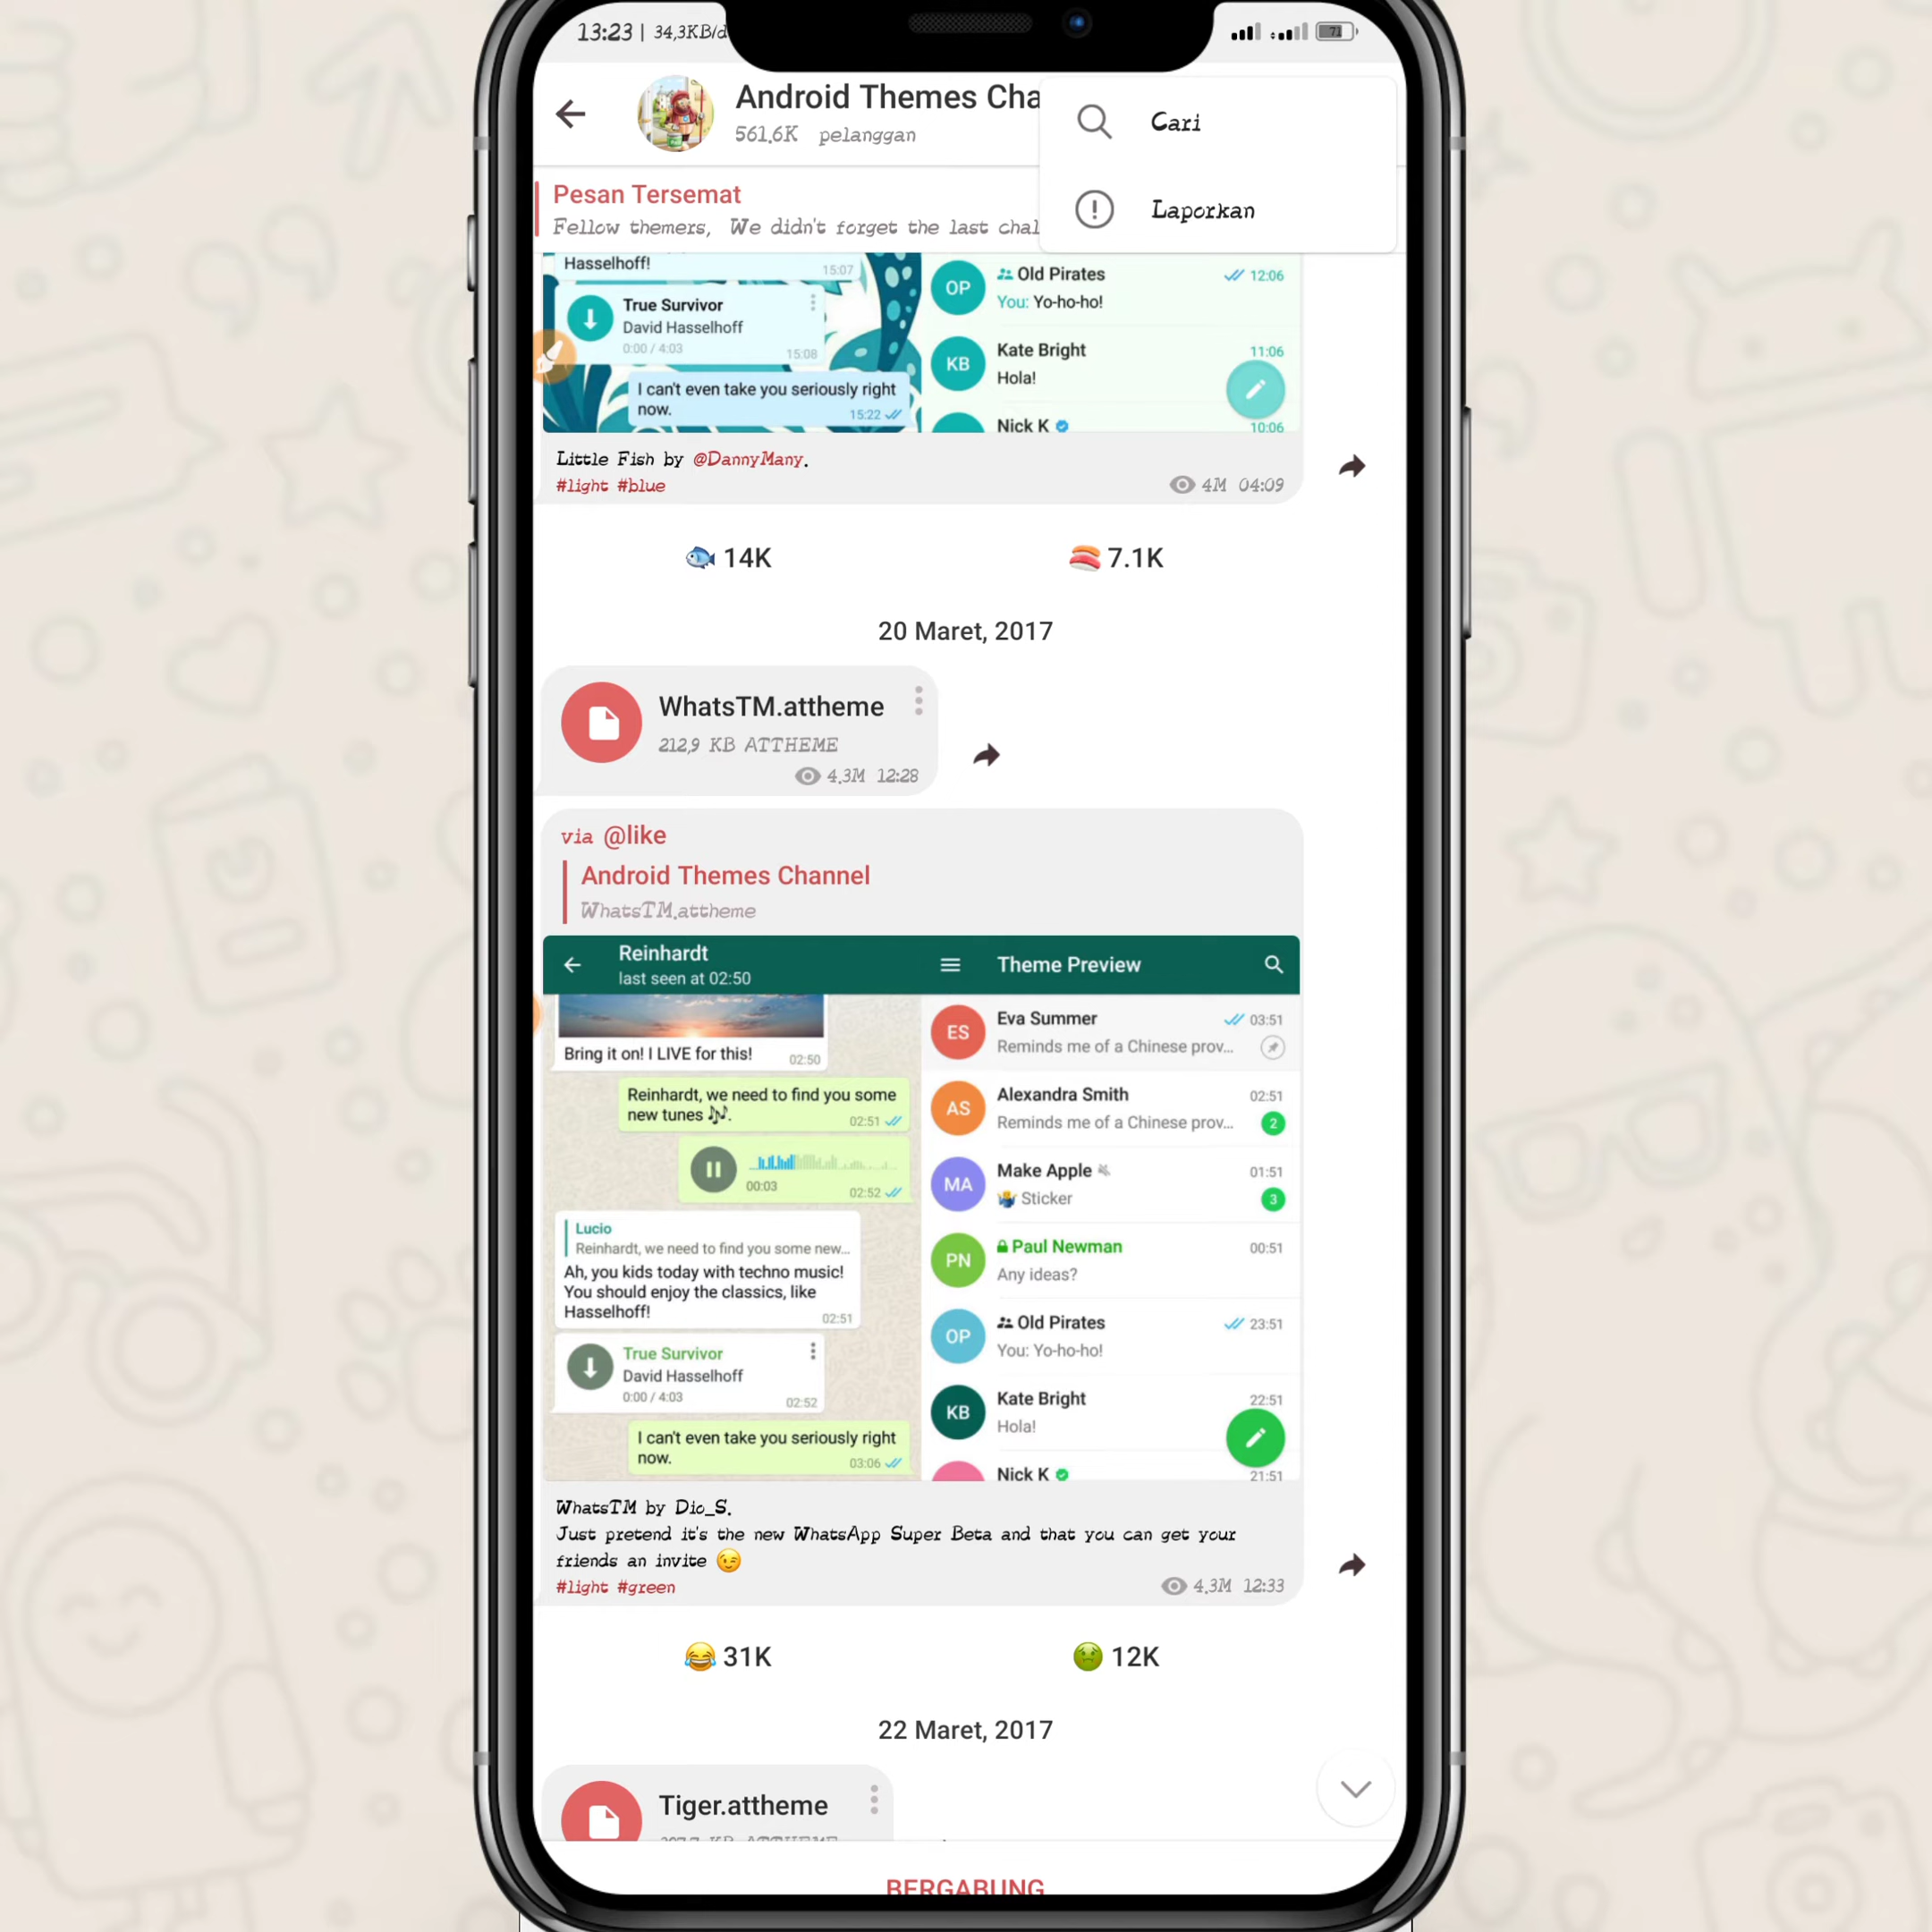 13:23 | 34,3KB/d
71
Android Themes Cha
561,6K pelanggan
Cari
Laporkan
Pesan Tersemat
Fellow themers, We didn't forget the last chal
Hasselhoff!
15:07
True Survivor
David Hasselhoff
0:00 / 4:03
15:08
I can't even take you seriously right
now.
15:22
OP
Old Pirates
12:06
You: Yo-ho-ho!
KB
Kate Bright
11:06
Hola!
Nick K
10:06
Little Fish by @DannyMany.
#light #blue
4M 04:09
14K
7.1K
20 Maret, 2017
WhatsTM.attheme
212,9 KB ATTHEME
4.3M 12:28
via @like
Android Themes Channel
WhatsTM.attheme
Reinhardt
last seen at 02:50
Bring it on! I LIVE for this!
02:50
Reinhardt, we need to find you some
new tunes
02:51
00:03
02:52
Lucio
Reinhardt, we need to find you some new...
Ah, you kids today with techno music!
You should enjoy the classics, like
Hasselhoff!
02:51
True Survivor
David Hasselhoff
0:00 / 4:03
02:52
I can't even take you seriously right
now.
03:06
Theme Preview
ES
Eva Summer
03:51
Reminds me of a Chinese prov...
AS
Alexandra Smith
02:51
Reminds me of a Chinese prov...
2
MA
Make Apple
01:51
Sticker
3
PN
Paul Newman
00:51
Any ideas?
OP
Old Pirates
23:51
You: Yo-ho-ho!
KB
Kate Bright
22:51
Hola!
Nick K
21:51
WhatsTM by Dio_S.
Just pretend it's the new WhatsApp Super Beta and that you can get your
friends an invite
#light #green
4.3M 12:33
31K
12K
22 Maret, 2017
Tiger.attheme
KB ATTHEME
BERGABUNG